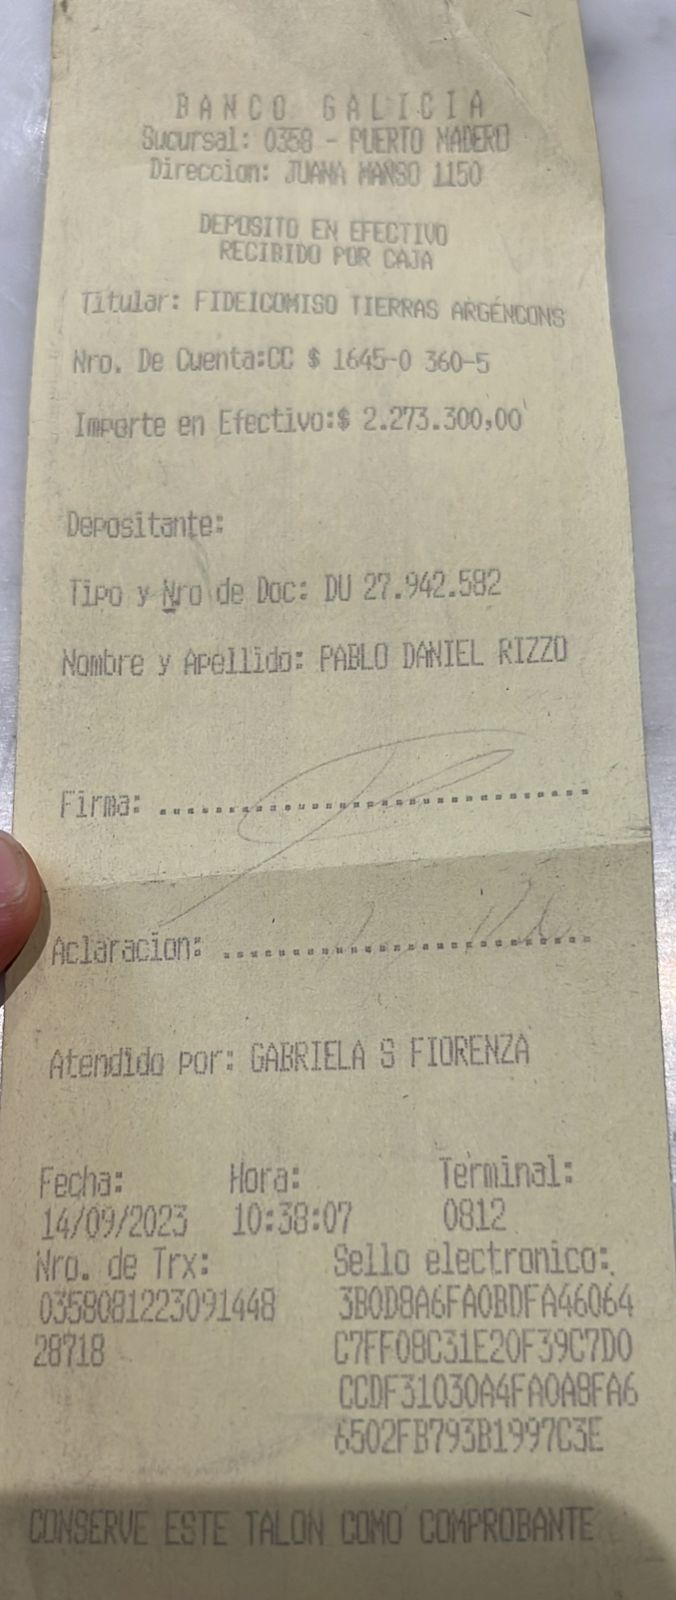 BANCO GALICIA
Sucursal: 0358 - PUERTO MADERO
Direccion: JUANA MANSO 1150
DEPOSITO EN EFECTIVO
RECIBIDO POR CAJA
Titular: FIDEICOMISO TIERRAS ARGENCONS
Nro. De Cuenta:CC $ 1645-0 360-5
Importe en Efectivo:$ 2.273.300,00
Depositante:
Tipo y Nro de Doc: DU 27.942.582
Nombre y Apellido: PABLO DANIEL RIZZO
Firma: ........................................
Aclaracion: ..................................
Atendido por: GABRIELA S FIORENZA
Fecha: Hora: Terminal:
14/09/2023 10:38:07 0812
Nro. de Trx: Sello electronico:
0358081223091448 3B0D8A6FA0BDFA46064
28718 C7FF08C31E20F39C7D0
CCDF31030A4FA0A8FA6
6502FB793B1997C3E
CONSERVE ESTE TALON COMO COMPROBANTE